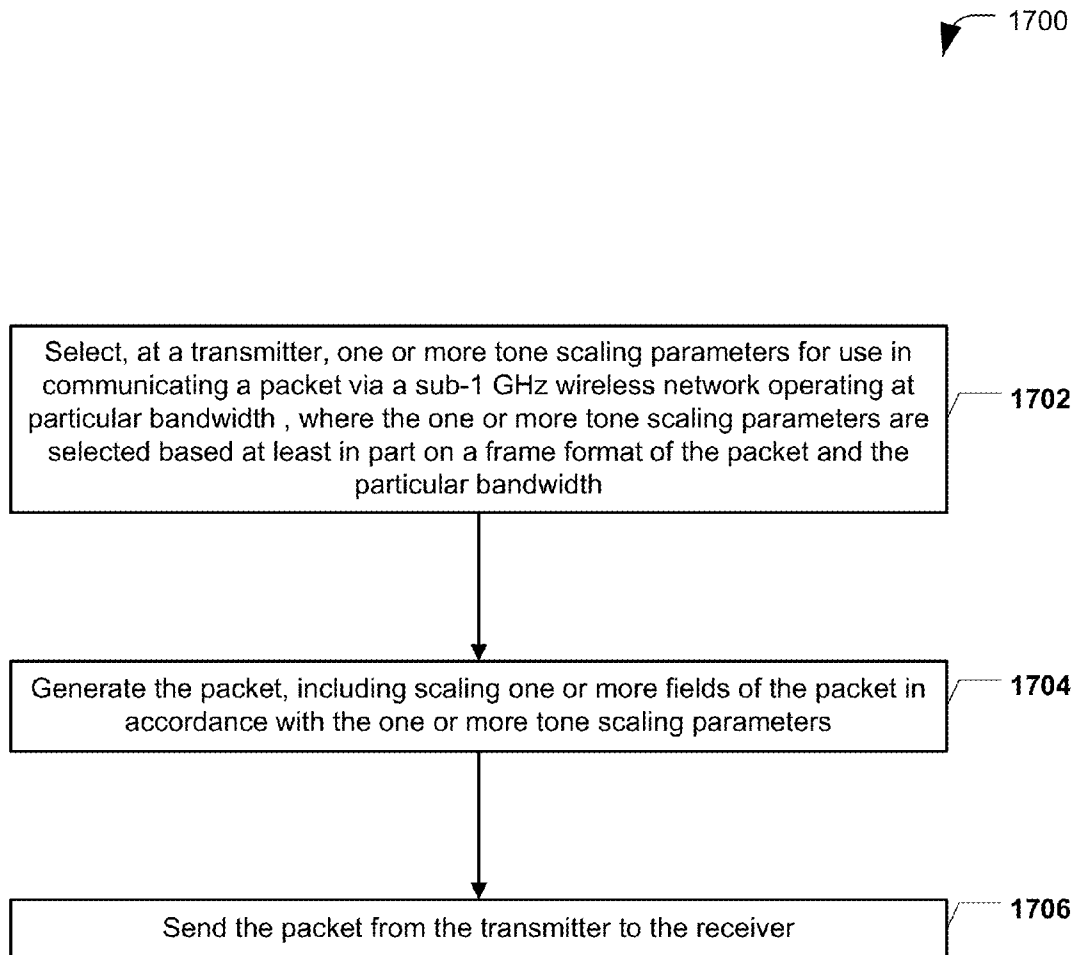 1700
Select, at a transmitter, one or more tone scaling parameters for use in
communicating a packet via a sub-1 GHz wireless network operating at
particular bandwidth , where the one or more tone scaling parameters are
selected based at least in part on a frame format of the packet and the
particular bandwidth
1702
Generate the packet, including scaling one or more fields of the packet in
accordance with the one or more tone scaling parameters
1704
Send the packet from the transmitter to the receiver
1706